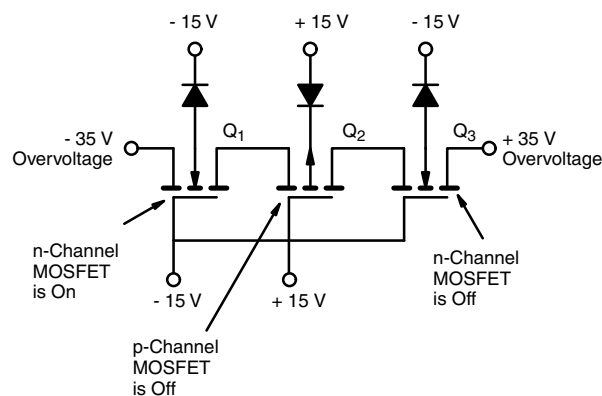 - 15 V
+ 15 V
- 15 V
- 35 V
Overvoltage
Q1
Q2
Q3
+ 35 V
Overvoltage
n-Channel
MOSFET
is On
- 15 V
+ 15 V
n-Channel
MOSFET
is Off
p-Channel
MOSFET
is Off